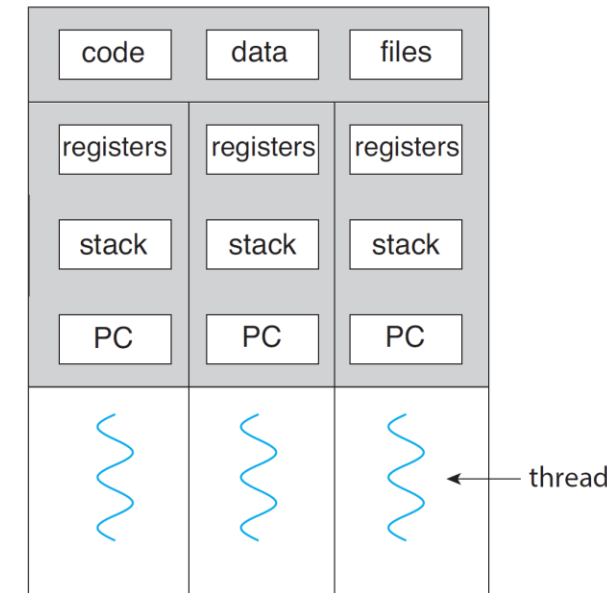 code data files
registers registers registers
stack stack stack
PC PC PC
thread